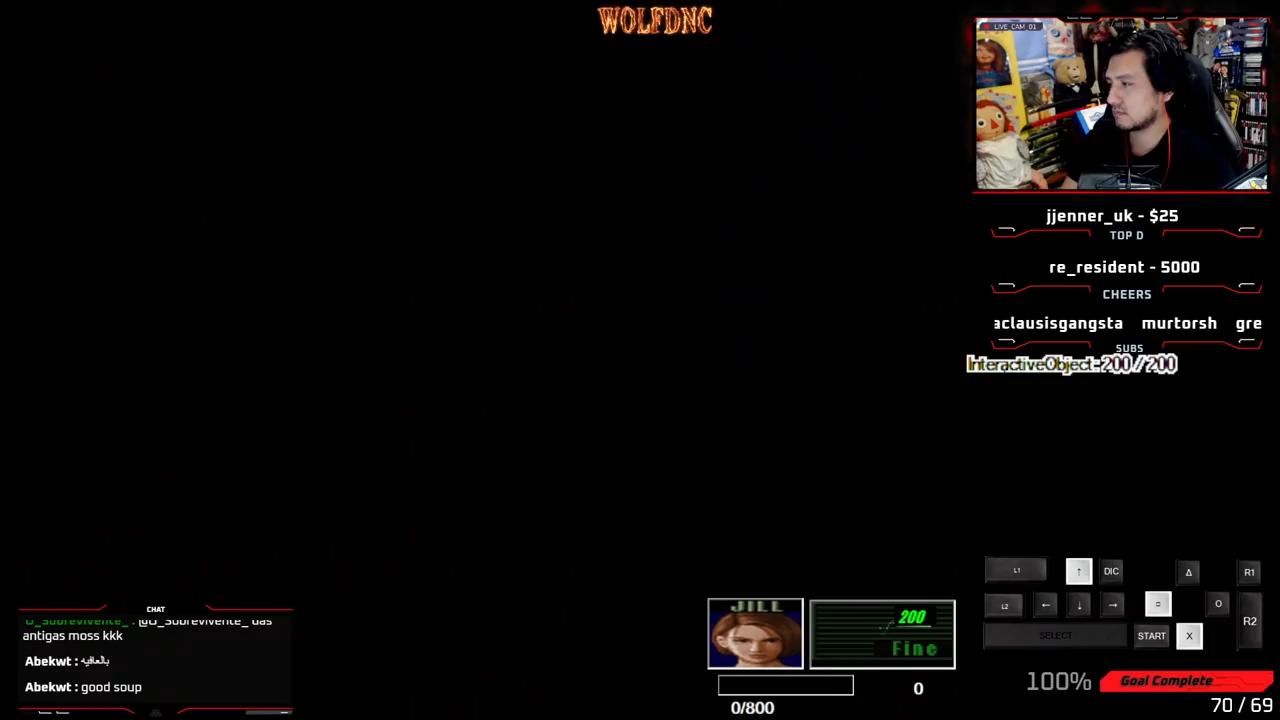 WOLFDNC
LIVE CAM 01
jjenner_uk - $25
TOP D
re_resident - 5000
CHEERS
aclausisgangsta murtorsh gre
SUBS
InteractiveObject: 200 / 200
L1 ↑ DIC Δ R1
L2 ← ↓ → □ O R2
SELECT START X
100% Goal Complete
70 / 69
JILL
200
Fine
0
0/800
CHAT
antigas moss kkk
Abekwt : بالعافيه
Abekwt : good soup